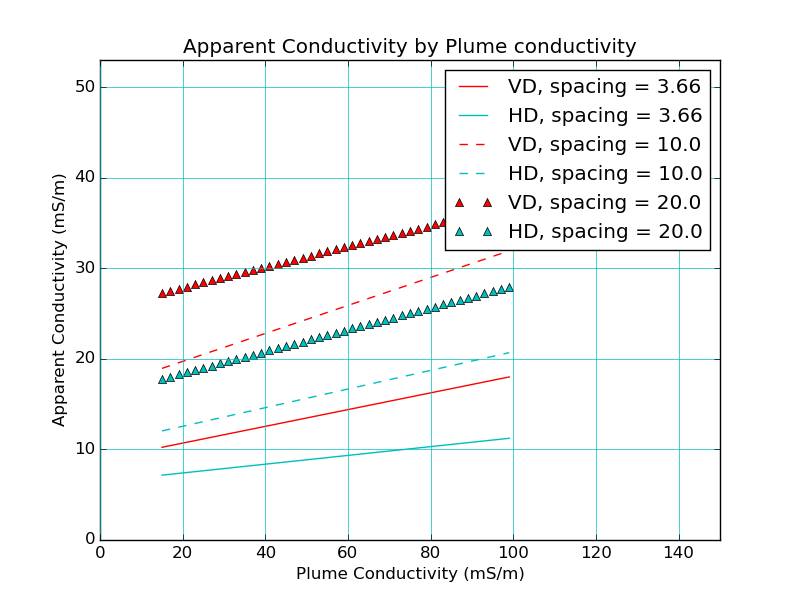 Apparent Conductivity by Plume conductivity
VD, spacing = 3.66
HD, spacing = 3.66
VD, spacing = 10.0
HD, spacing = 10.0
VD, spacing = 20.0
HD, spacing = 20.0
50
40
30
20
10
0
Apparent Conductivity (mS/m)
0 20 40 60 80 100 120 140
Plume Conductivity (mS/m)